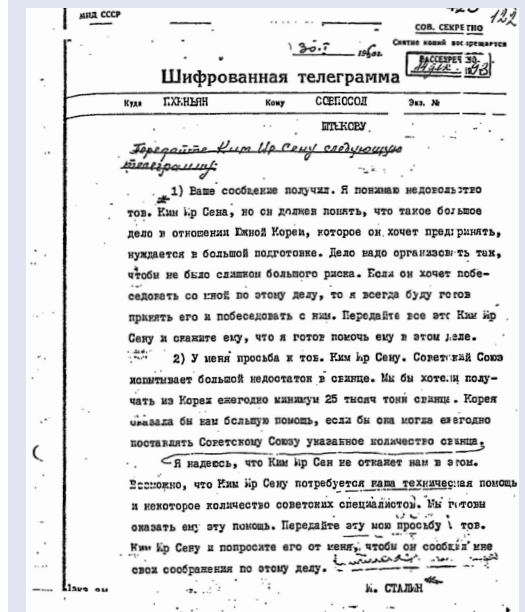 МИД СССР
122
СОВ. СЕКРЕТНО
Снятие копий воспрещается
30.I
РАССЕКРЕЧЕНО
Шифрованная телеграмма
Куда ПХЕНЬЯН Кому СОВПОСОЛ Экз. №
ШТЫКОВУ.
Передайте Ким Ир Сену следующую
телеграмму:
1) Ваше сообщение получил. Я понимаю недовольство
тов. Ким Ир Сена, но он должен понять, что такое большое
дело в отношении Южной Кореи, которое он хочет предпринять,
нуждается в большой подготовке. Дело надо организовать так,
чтобы не было слишком большого риска. Если он хочет побе-
седовать со мной по этому делу, то я всегда буду готов
принять его и побеседовать с ним. Передайте все это Ким Ир
Сену и скажите ему, что я готов помочь ему в этом деле.
2) У меня просьба к тов. Ким Ир Сену. Советский Союз
испытывает большой недостаток в свинце. Мы бы хотели полу-
чать из Кореи ежегодно минимум 25 тысяч тонн свинца. Корея
оказала бы нам большую помощь, если бы она могла ежегодно
поставлять Советскому Союзу указанное количество свинца.
Я надеюсь, что Ким Ир Сен не откажет нам в этом.
Возможно, что Ким Ир Сену потребуется наша техническая помощь
и некоторое количество советских специалистов. Мы готовы
оказать ему эту помощь. Передайте эту мою просьбу тов.
Ким Ир Сену и попросите его от меня, чтобы он сообщил мне
свои соображения по этому делу.
И. СТАЛИН